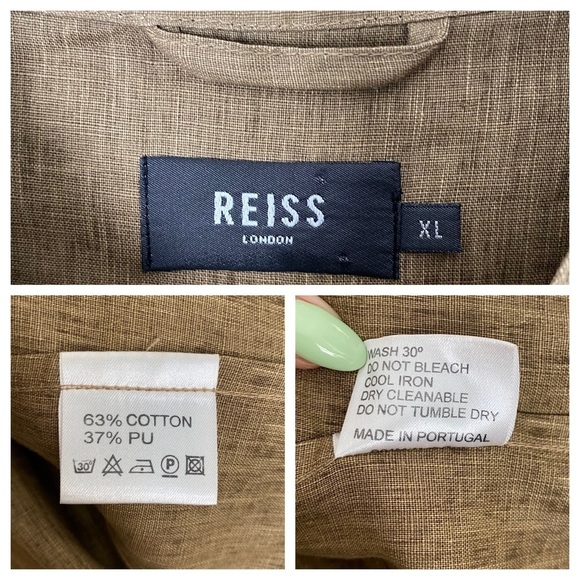 REISS
LONDON
XL
63% COTTON
37% PU
30°
P
WASH 30º
DO NOT BLEACH
COOL IRON
DRY CLEANABLE
DO NOT TUMBLE DRY
MADE IN PORTUGAL